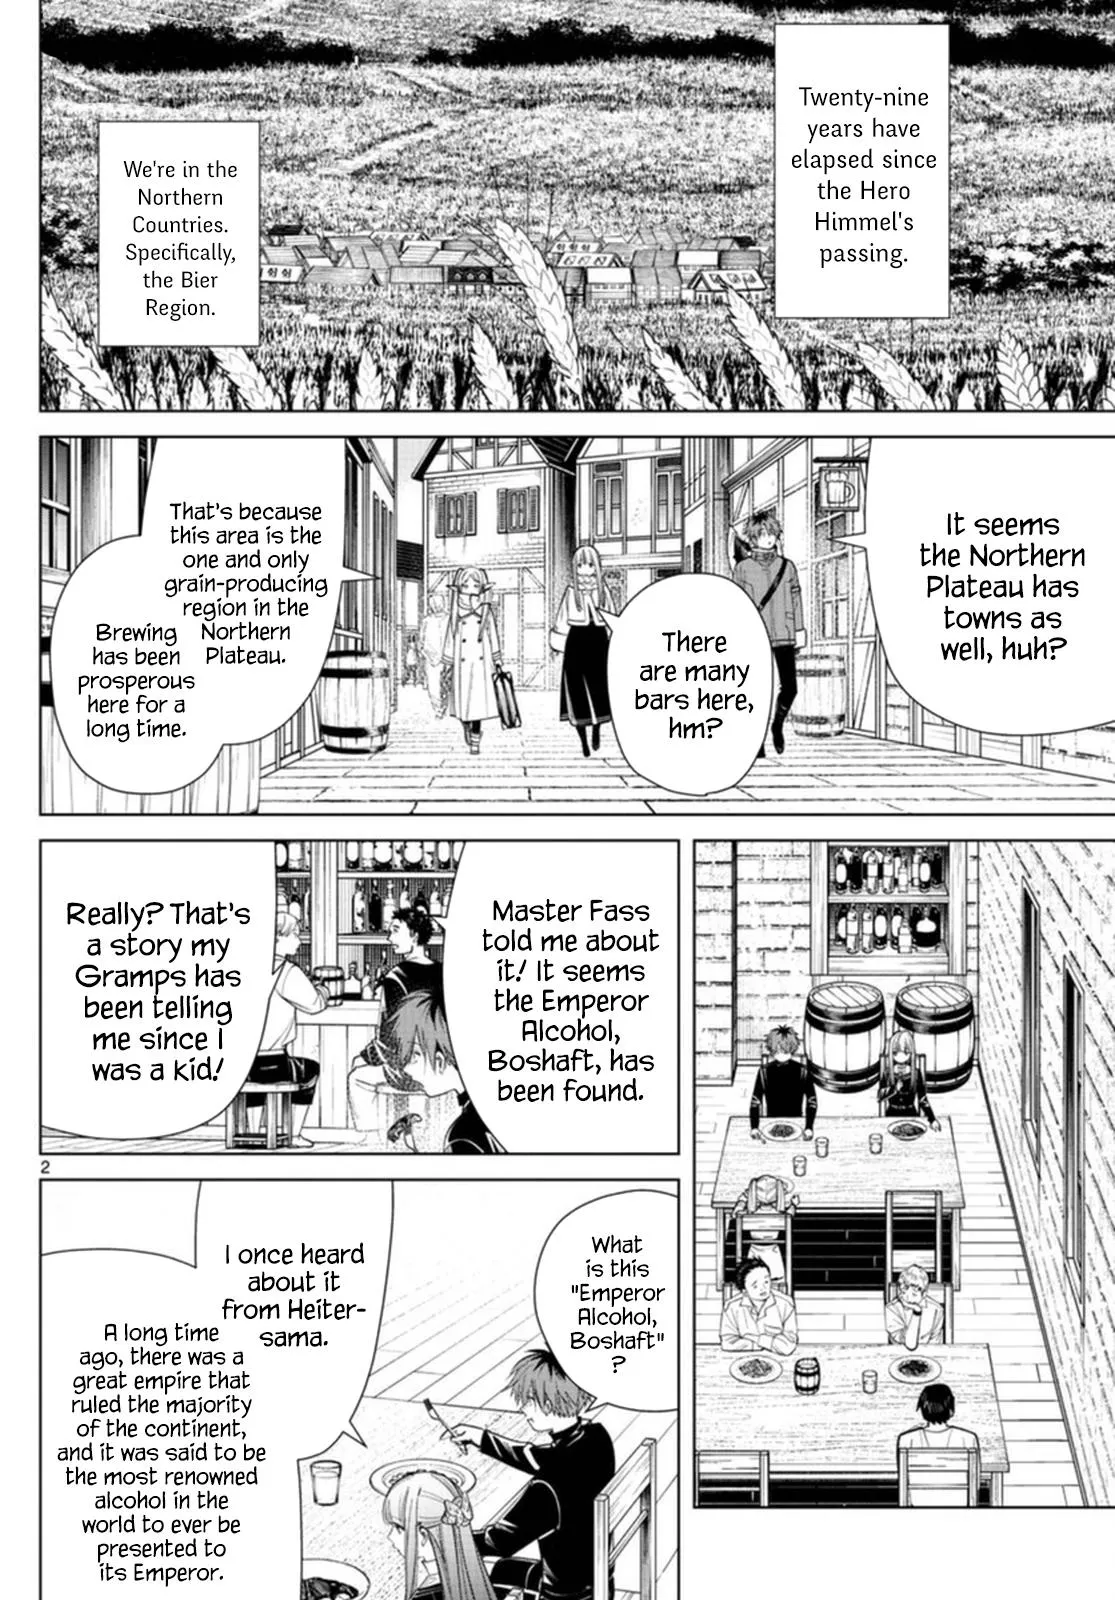 Twenty-nine
years have
elapsed since
the Hero
Himmel's
passing.
We're in the
Northern
Countries.
Specifically,
the Bier
Region.
It seems
the Northern
Plateau has
towns as
well, huh?
There
are many
bars here,
hm?
That's because
this area is the
one and only
grain-producing
region in the
Northern
Plateau.
Brewing
has been
prosperous
here for a
long time.
Master Fass
told me about
it! It seems
the Emperor
Alcohol,
Boshaft, has
been found.
Really? That's
a story my
Gramps has
been telling
me since I
was a kid!
2
What
is this
"Emperor
Alcohol,
Boshaft"
?
I once heard
about it
from Heiter-
sama.
A long time
ago, there was a
great empire that
ruled the majority
of the continent,
and it was said to be
the most renowned
alcohol in the
world to ever be
presented to
its Emperor.